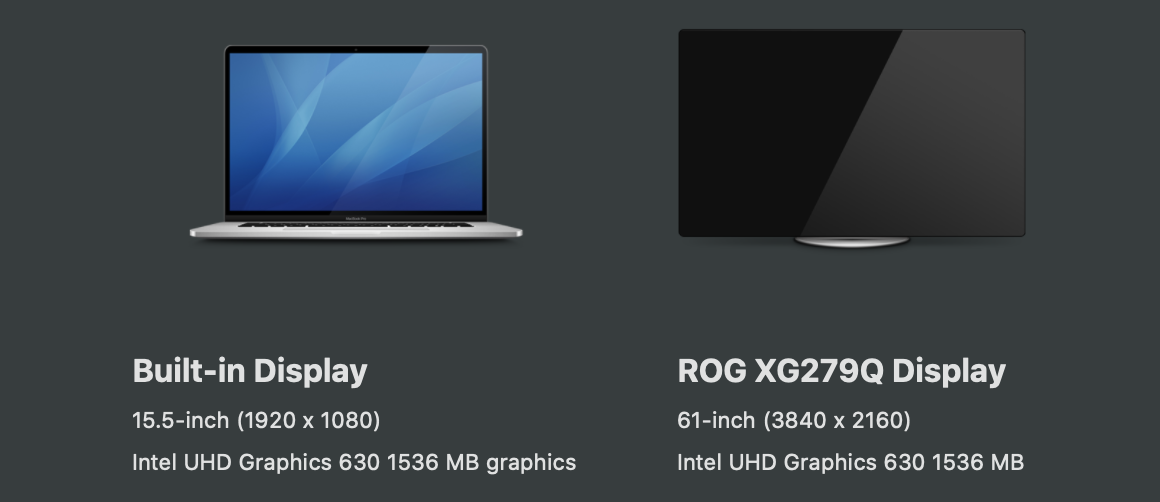 Built-in Display
15.5-inch (1920 x 1080)
Intel UHD Graphics 630 1536 MB graphics
ROG XG279Q Display
61-inch (3840 x 2160)
Intel UHD Graphics 630 1536 MB